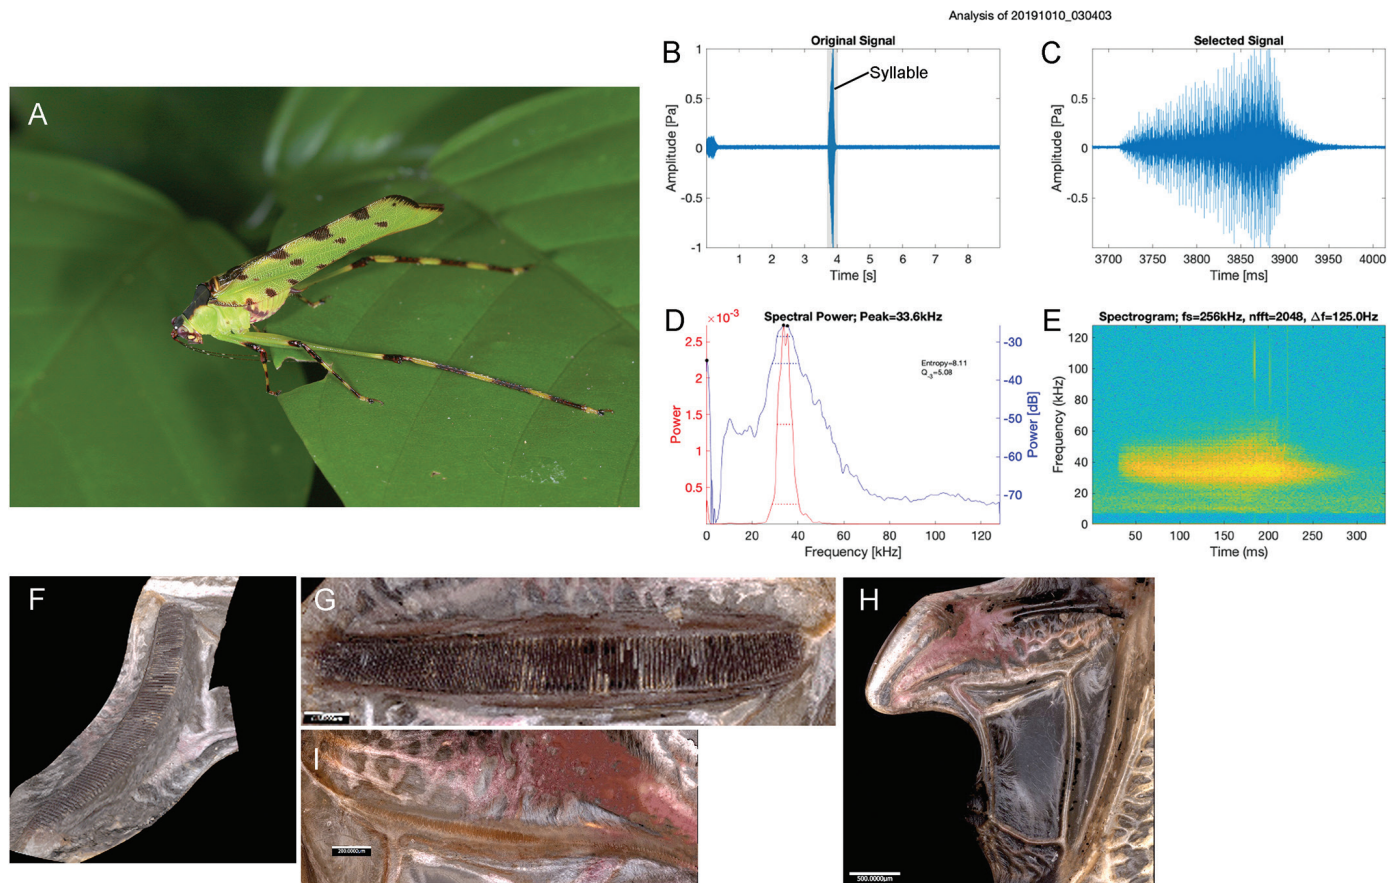 Analysis of 20191010_030403
A
B
Original Signal
Syllable
Amplitude [Pa]
1
0.5
0
-0.5
-1
1 2 3 4 5 6 7 8
Time [s]
C
Selected Signal
Amplitude [Pa]
1
0.5
0
-0.5
-1
3700 3750 3800 3850 3900 3950 4000
Time [ms]
D
×10⁻³
Spectral Power; Peak=33.6kHz
Entropy=8.11
Q₋₃=5.08
Power
2.5
2
1.5
1
0.5
Power [dB]
-30
-40
-50
-60
-70
0 20 40 60 80 100 120
Frequency [kHz]
E
Spectrogram; fs=256kHz, nfft=2048, Δf=125.0Hz
Frequency (kHz)
120
100
80
60
40
20
0
50 100 150 200 250 300
Time (ms)
F
G
H
500.0000µm
I
200.0000µm